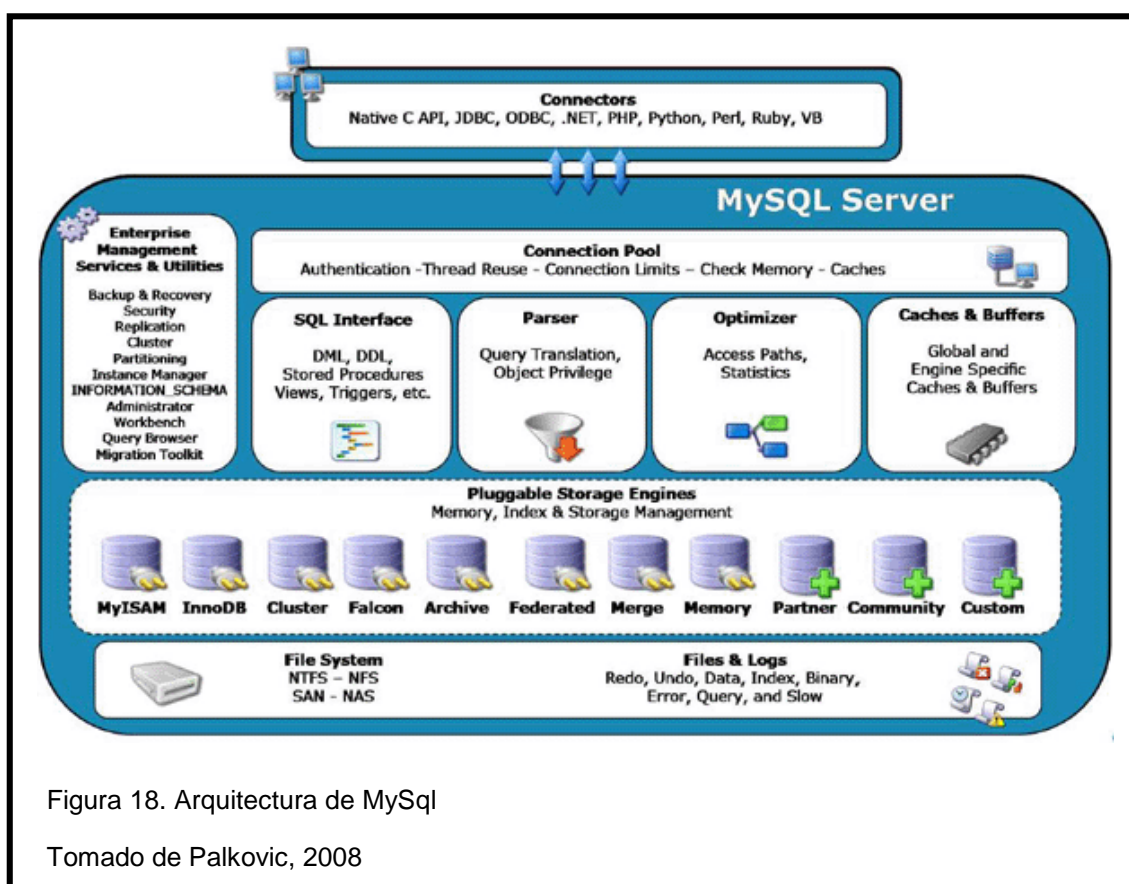 Connectors
Native C API, JDBC, ODBC, .NET, PHP, Python, Perl, Ruby, VB
MySQL Server
Enterprise
Management
Services & Utilities
Backup & Recovery
Security
Replication
Cluster
Partitioning
Instance Manager
INFORMATION_SCHEMA
Administrator
Workbench
Query Browser
Migration Toolkit
Connection Pool
Authentication -Thread Reuse - Connection Limits – Check Memory - Caches
SQL Interface
DML, DDL,
Stored Procedures
Views, Triggers, etc.
Parser
Query Translation,
Object Privilege
Optimizer
Access Paths,
Statistics
Caches & Buffers
Global and
Engine Specific
Caches & Buffers
Pluggable Storage Engines
Memory, Index & Storage Management
MyISAM InnoDB Cluster Falcon Archive Federated Merge Memory Partner Community Custom
File System
NTFS – NFS
SAN - NAS
Files & Logs
Redo, Undo, Data, Index, Binary,
Error, Query, and Slow
Figura 18. Arquitectura de MySql
Tomado de Palkovic, 2008